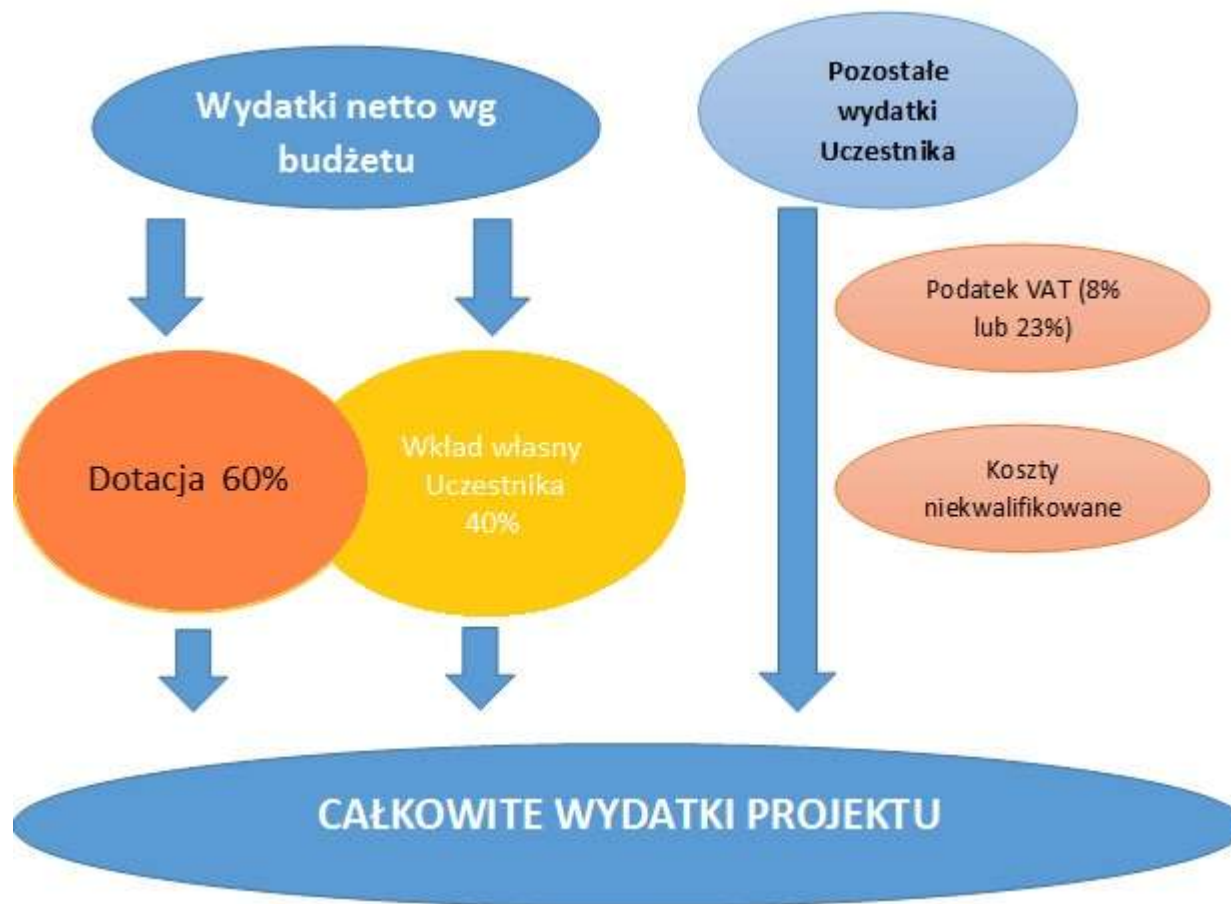 Wydatki netto wg
budżetu
Pozostałe
wydatki
Uczestnika
Podatek VAT (8%
lub 23%)
Dotacja 60%
Wkład własny
Uczestnika
40%
Koszty
niekwalifikowane
CAŁKOWITE WYDATKI PROJEKTU